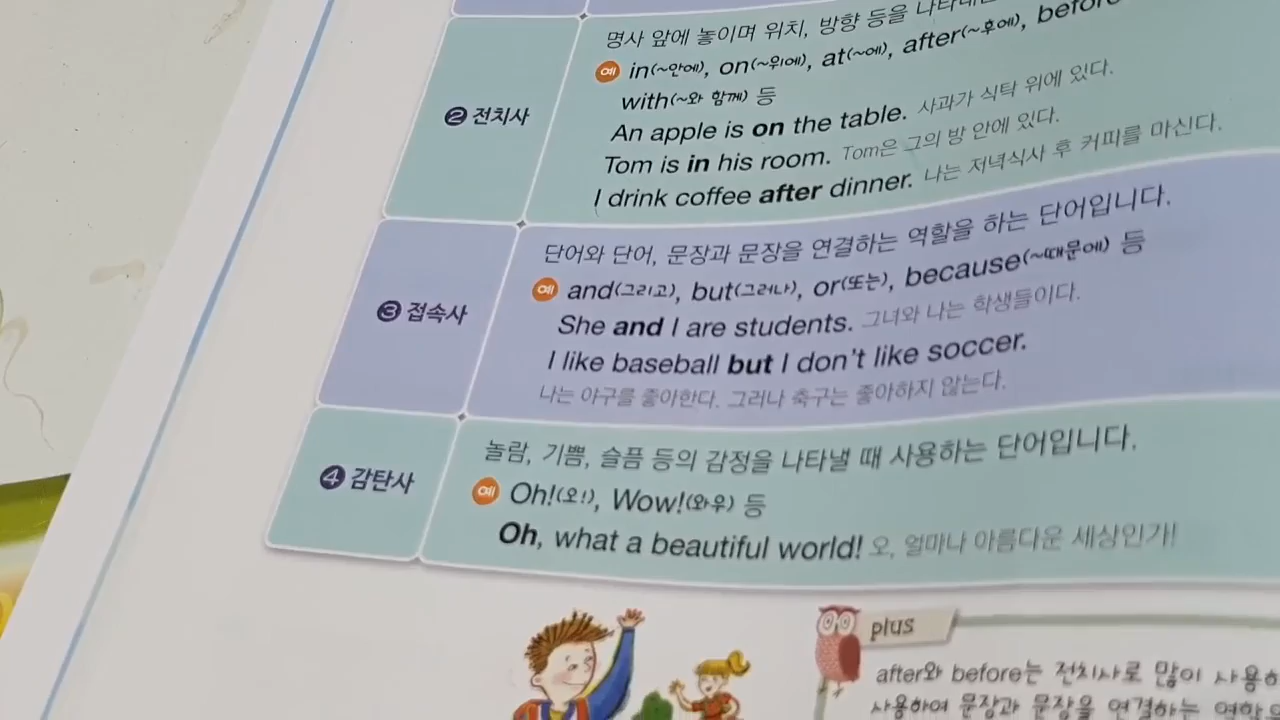 명사 앞에 놓이며 위치, 방향 등을
예 in(~안에), on(~위에), at(~에), after(~후에), before
❷ 전치사
with(~와 함께) 등
An apple is on the table. 사과가 식탁 위에 있다.
Tom is in his room. Tom은 그의 방 안에 있다.
I drink coffee after dinner. 나는 저녁식사 후 커피를 마신다.
단어와 단어, 문장과 문장을 연결하는 역할을 하는 단어입니다.
예 and(그리고), but(그러나), or(또는), because(~때문에) 등
❸ 접속사
She and I are students. 그녀와 나는 학생들이다.
I like baseball but I don't like soccer.
나는 야구를 좋아한다. 그러나 축구는 좋아하지 않는다.
놀람, 기쁨, 슬픔 등의 감정을 나타낼 때 사용하는 단어입니다.
❹ 감탄사
예 Oh!(오!), Wow!(와우) 등
Oh, what a beautiful world! 오, 얼마나 아름다운 세상인가!
plus
after와 before는 전치사로 많이
사용하여 문장과 문장을 연결하는